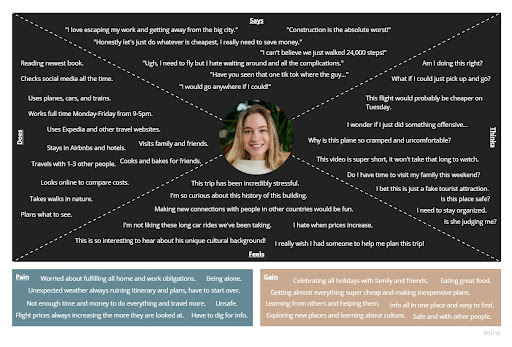 Says
"I love escaping my work and getting away from the big city."
"Construction is the absolute worst!"
"Honestly let's just do whatever is cheapest, I really need to save money."
"I can't believe we just walked 24,000 steps!"
"Ugh, I need to fly but I hate waiting around and all the complications."
"Have you seen that one tik tok where the guy..."
"I would go anywhere if I could!"
Does
Reading newest book.
Checks social media all the time.
Uses planes, cars, and trains.
Works full time Monday-Friday from 9-5pm.
Uses Expedia and other travel websites.
Visits family and friends.
Stays in Airbnbs and hotels.
Cooks and bakes for friends.
Travels with 1-3 other people.
Looks online to compare costs.
Takes walks in nature.
Plans what to see.
Thinks
Am I doing this right?
What if I could just pick up and go?
This flight would probably be cheaper on
Tuesday.
I wonder if I just did something offensive...
Why is this plane so cramped and uncomfortable?
This video is super short, it won't take that long to watch.
Do I have time to visit my family this weekend?
I bet this is just a fake tourist attraction.
Is this place safe?
I need to stay organized.
Is she judging me?
This trip has been incredibly stressful.
I'm so curious about this history of this building.
Making new connections with people in other countries would be fun.
I'm not liking these long car rides we've been taking.
I hate when prices increase.
This is so interesting to hear about his unique cultural background!
I really wish I had someone to help me plan this trip!
Feels
Pain
Worried about fulfilling all home and work obligations.
Being alone.
Unexpected weather always ruining itinerary and plans, have to start over.
Not enough time and money to do everything and travel more.
Unsafe.
Flight prices always increasing the more they are looked at.
Have to dig for info.
Gain
Celebrating all holidays with family and friends.
Eating great food.
Getting almost everything super cheap and making inexpensive plans.
Learning from others and helping them.
Info all in one place and easy to find.
Exploring new places and learning about culture.
Safe and with other people.
miro